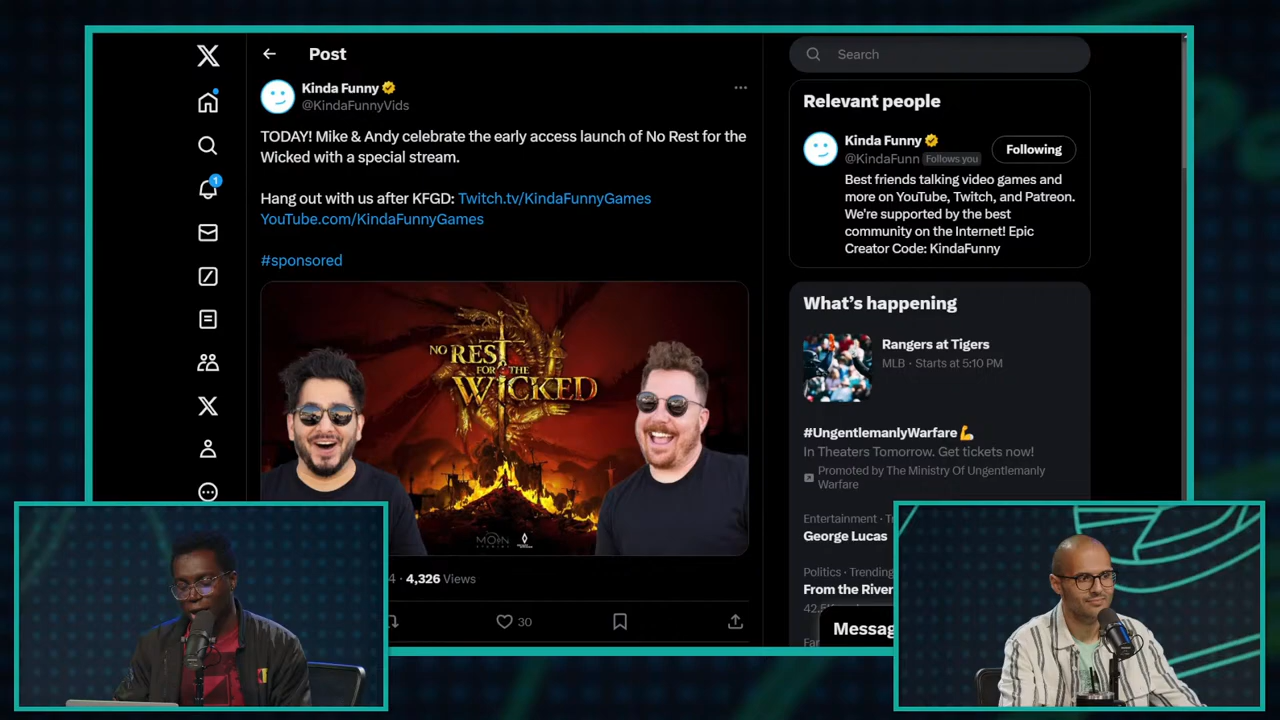 Post
Kinda Funny
@KindaFunnyVids
TODAY! Mike & Andy celebrate the early access launch of No Rest for the
Wicked with a special stream.
Hang out with us after KFGD: Twitch.tv/KindaFunnyGames
YouTube.com/KindaFunnyGames
#sponsored
NO REST
FOR THE
WICKED
MOON
STUDIOS
4 · 4,326 Views
30
1
Search
Relevant people
Kinda Funny
@KindaFunn Follows you
Following
Best friends talking video games and
more on YouTube, Twitch, and Patreon.
We're supported by the best
community on the Internet! Epic
Creator Code: KindaFunny
What's happening
Rangers at Tigers
MLB · Starts at 5:10 PM
#UngentlemanlyWarfare💪
In Theaters Tomorrow. Get tickets now!
Promoted by The Ministry Of Ungentlemanly
Warfare
Entertainment · Tr
George Lucas
Politics · Trending
From the River
Messag